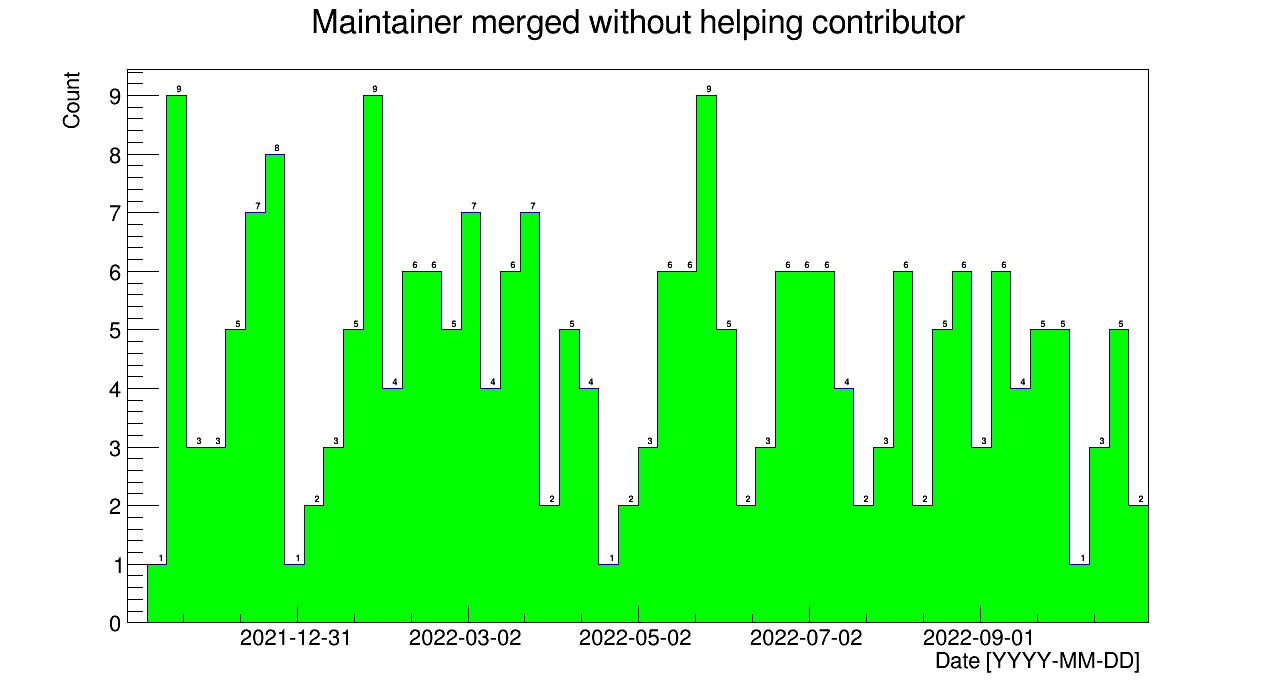 Maintainer merged without helping contributor
Count
9
8
7
6
5
4
3
2
1
0
1 9 3 3 5 7 8 1 2 3 5 9 4 6 6 5 7 4 6 7 2 5 4 1 2 3 6 6 9 5 2 3 6 6 6 4 2 3 6 2 5 6 3 6 4 5 5 1 3 5 2
2021-12-31 2022-03-02 2022-05-02 2022-07-02 2022-09-01
Date [YYYY-MM-DD]